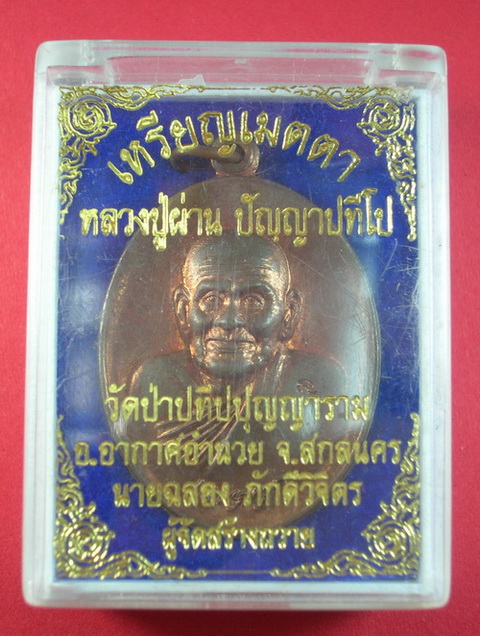 เหรียญเมตตา
หลวงปู่ผ่าน ปัญญาปทีโป
วัดป่าปทีปปุญญาราม
อ.อากาศอำนวย จ.สกลนคร
นายฉลอง ภักดีวิจิตร
ผู้จัดสร้างถวาย